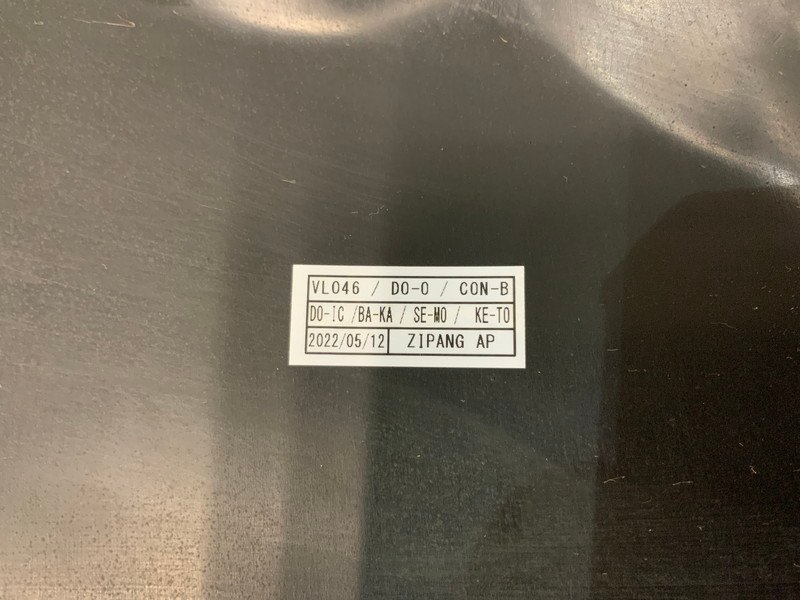 VL046 / DO-O / CON-B
DO-IC /BA-KA / SE-MO / KE-TO
2022/05/12 ZIPANG AP